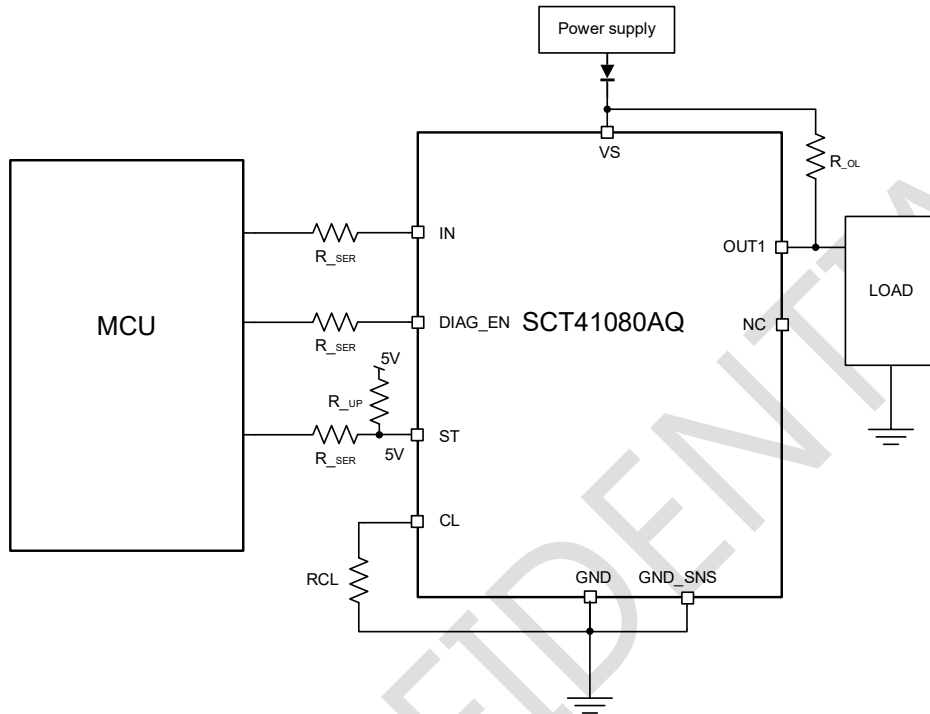 Power supply
VS
R_OL
IN
R_SER
OUT1
LOAD
MCU
DIAG_EN
SCT41080AQ
R_SER
NC
5V
R_UP
ST
5V
R_SER
CL
RCL
GND
GND_SNS